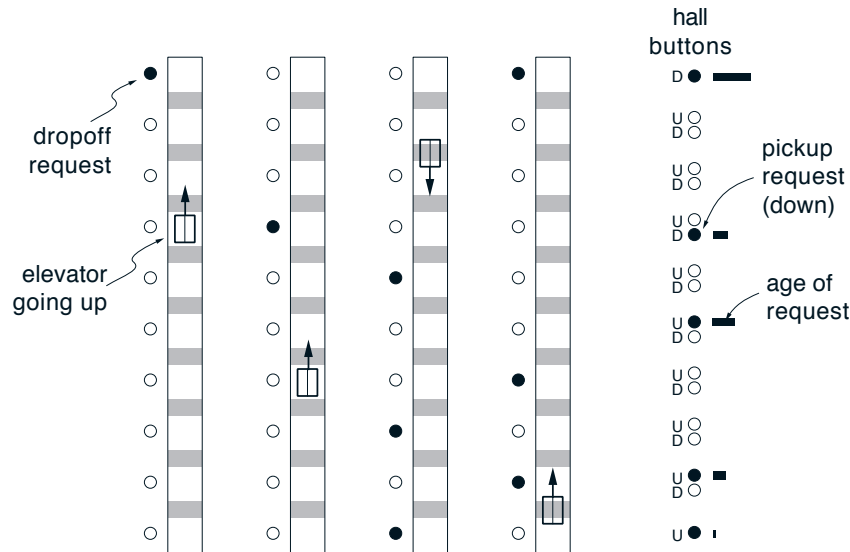 hall
buttons
D
dropoff
request
U
D
pickup
request
(down)
U
D
U
D
elevator
going up
U
D
age of
request
U
D
U
D
U
D
U
D
U